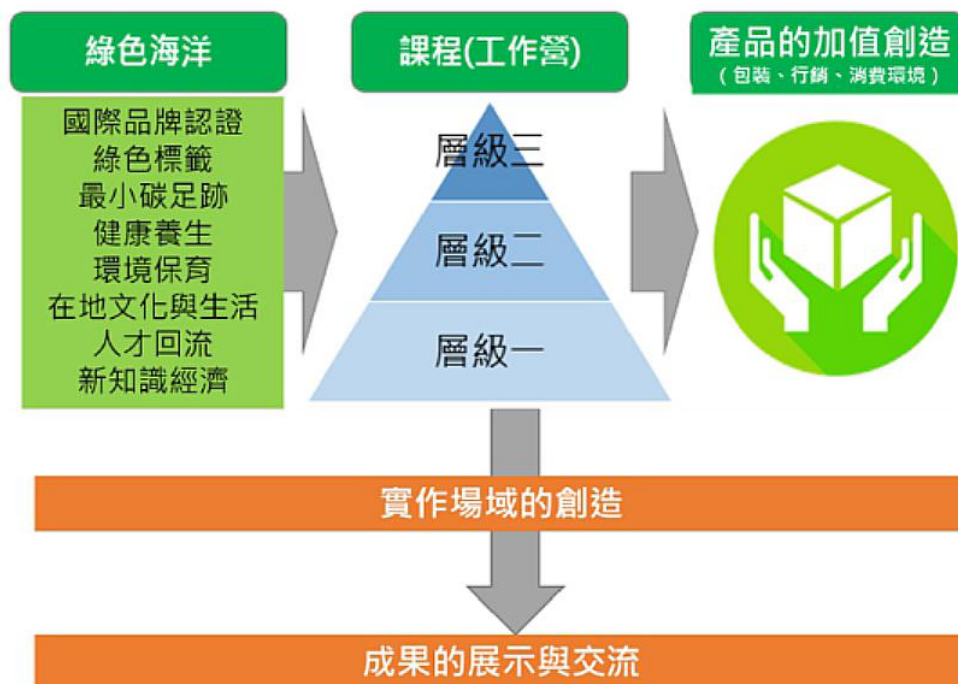 綠色海洋
國際品牌認證
綠色標籤
最小碳足跡
健康養生
環境保育
在地文化與生活
人才回流
新知識經濟
課程(工作營)
層級三
層級二
層級一
產品的加值創造
（包裝、行銷、消費環境）
實作場域的創造
成果的展示與交流